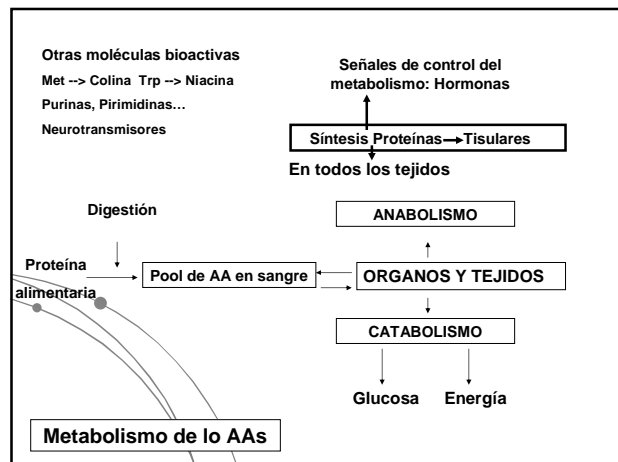 Otras moléculas bioactivas
Met --> Colina Trp --> Niacina
Purinas, Pirimidinas…
Neurotransmisores
Señales de control del
metabolismo: Hormonas
Síntesis Proteínas Tisulares
En todos los tejidos
Digestión
ANABOLISMO
Proteína
alimentaria
Pool de AA en sangre
ORGANOS Y TEJIDOS
CATABOLISMO
Glucosa
Energía
Metabolismo de lo AAs